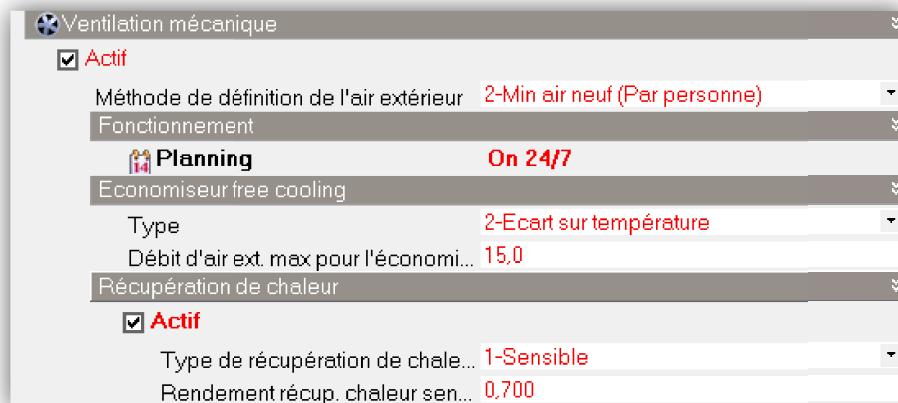 Ventilation mécanique
Actif
Méthode de définition de l'air extérieur 2-Min air neuf (Par personne)
Fonctionnement
14 Planning On 24/7
Economiseur free cooling
Type 2-Ecart sur température
Débit d'air ext. max pour l'économi... 15,0
Récupération de chaleur
Actif
Type de récupération de chale... 1-Sensible
Rendement récup. chaleur sen... 0,700